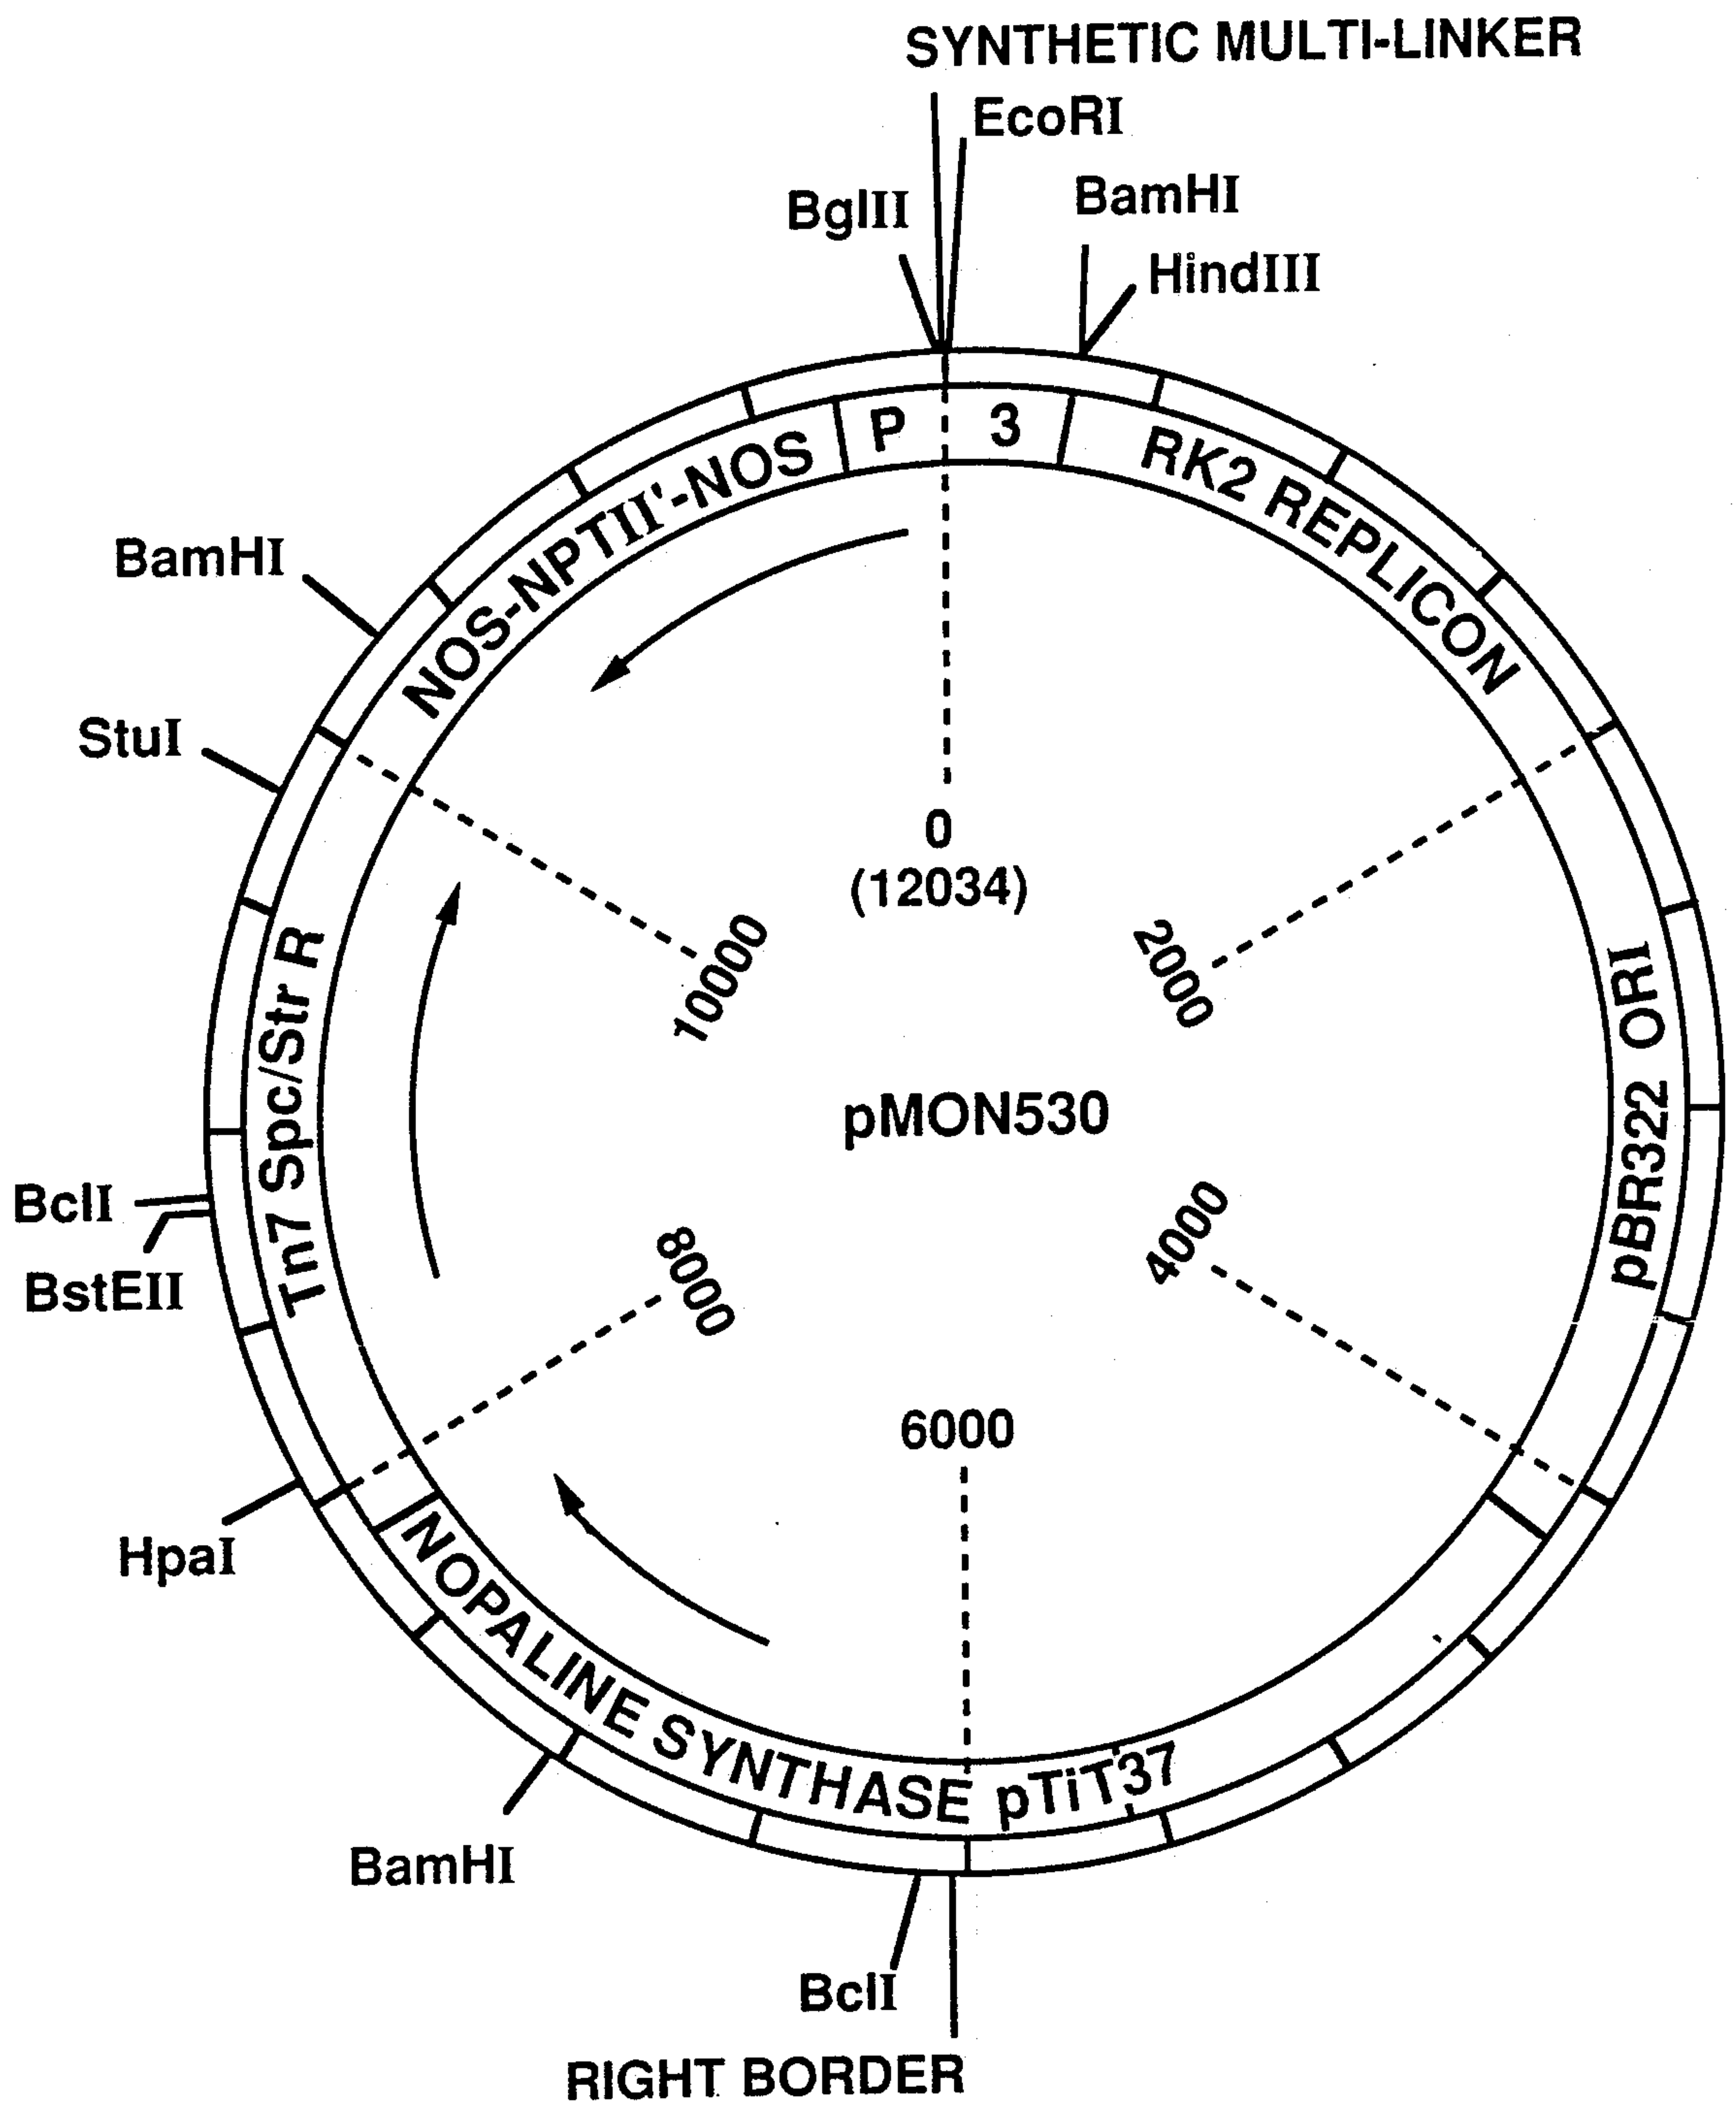 SYNTHETIC MULTI-LINKER
EcoRI
BglII
BamHI
HindIII
P
3
NOS-NPTII'-NOS
RK2 REPLICON
BamHI
StuI
0
(12034)
10000
2000
Tn7 Spc/Str R
pBR322 ORI
pMON530
BclI
BstEII
8000
4000
6000
HpaI
NOPALINE SYNTHASE pTiT37
BamHI
BclI
RIGHT BORDER